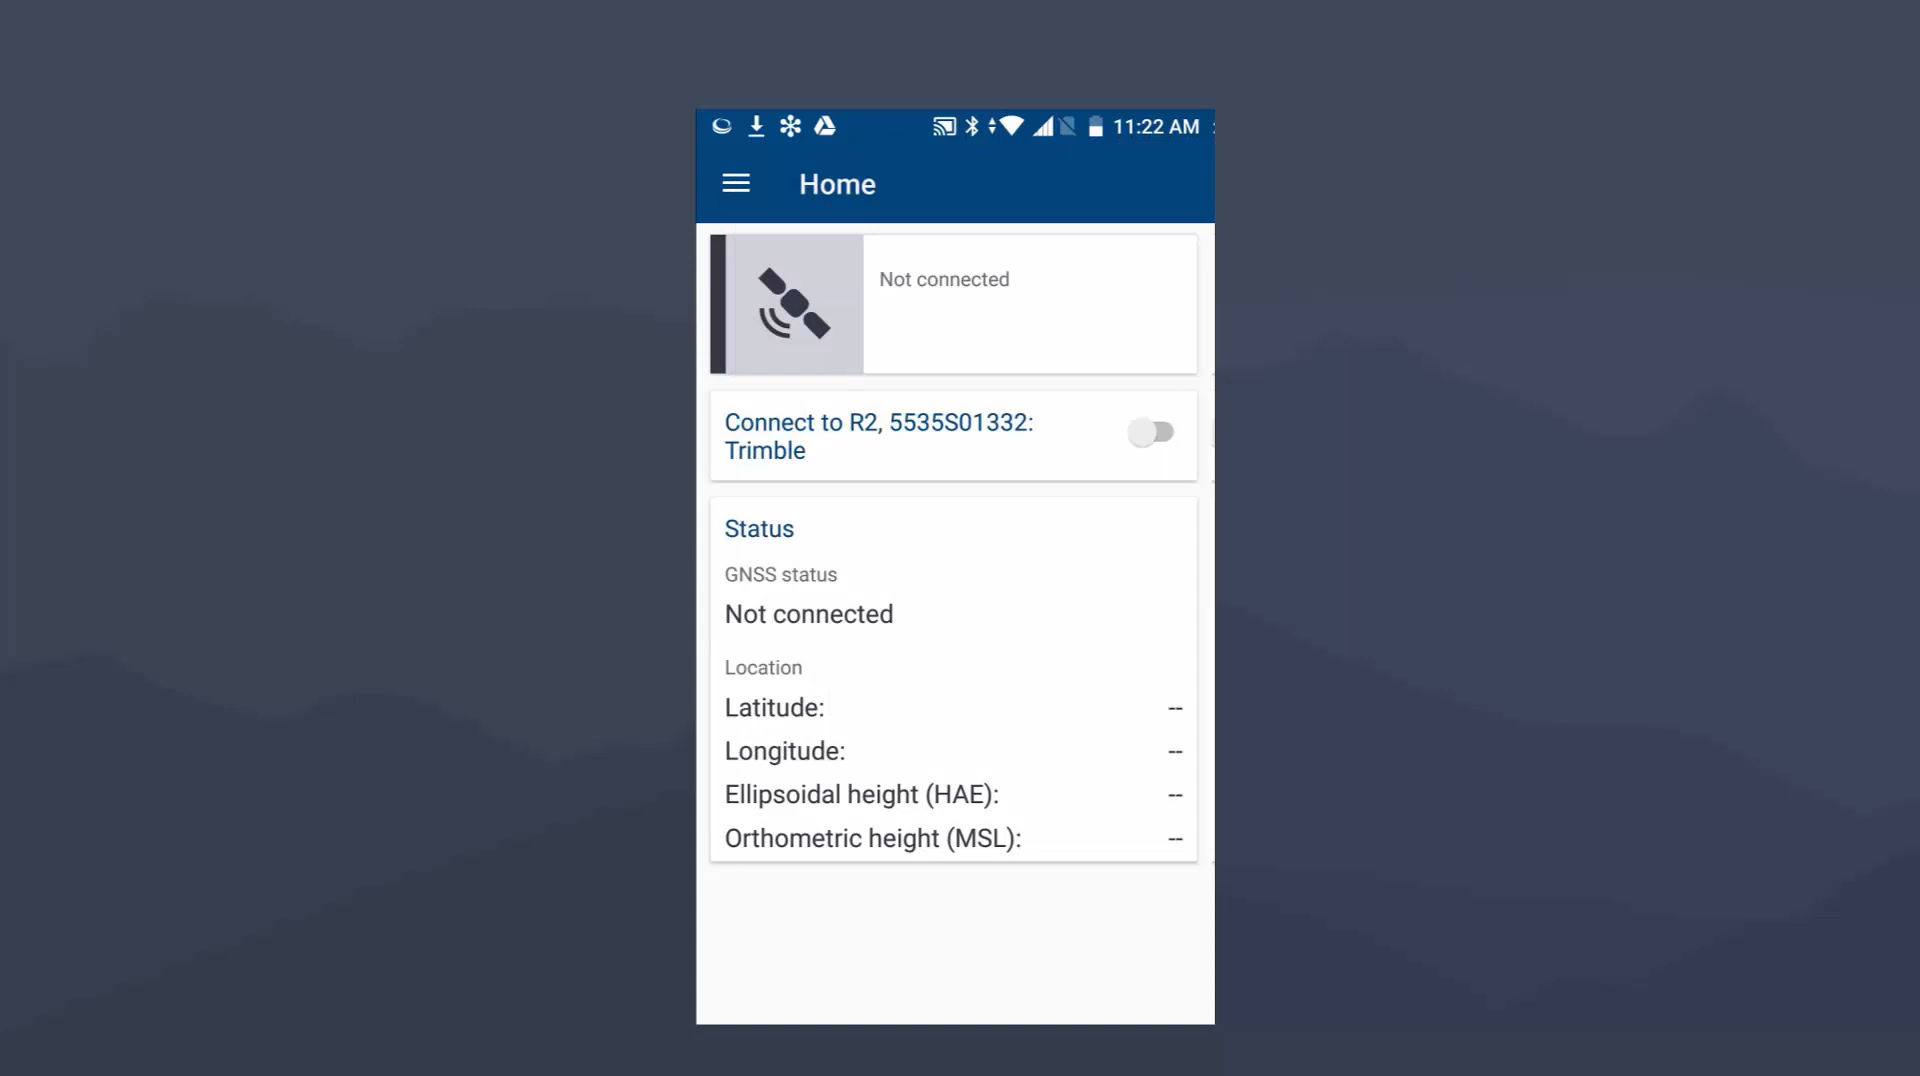 11:22 AM
Home
Not connected
Connect to R2, 5535S01332:
Trimble
Status
GNSS status
Not connected
Location
Latitude: --
Longitude: --
Ellipsoidal height (HAE): --
Orthometric height (MSL): --